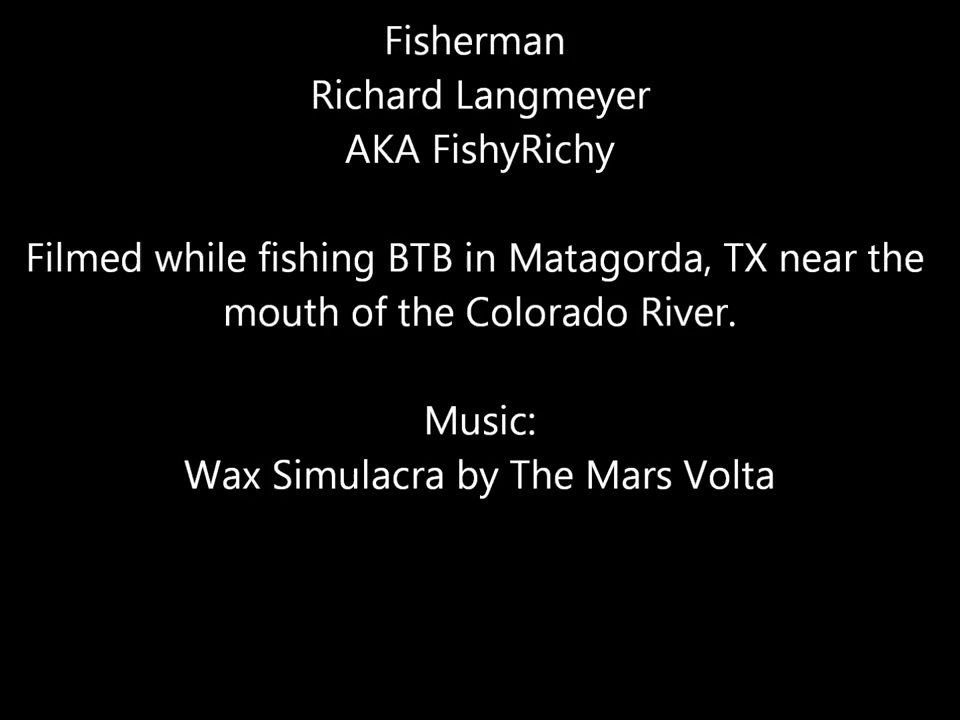 Fisherman
Richard Langmeyer
AKA FishyRichy
Filmed while fishing BTB in Matagorda, TX near the
mouth of the Colorado River.
Music:
Wax Simulacra by The Mars Volta